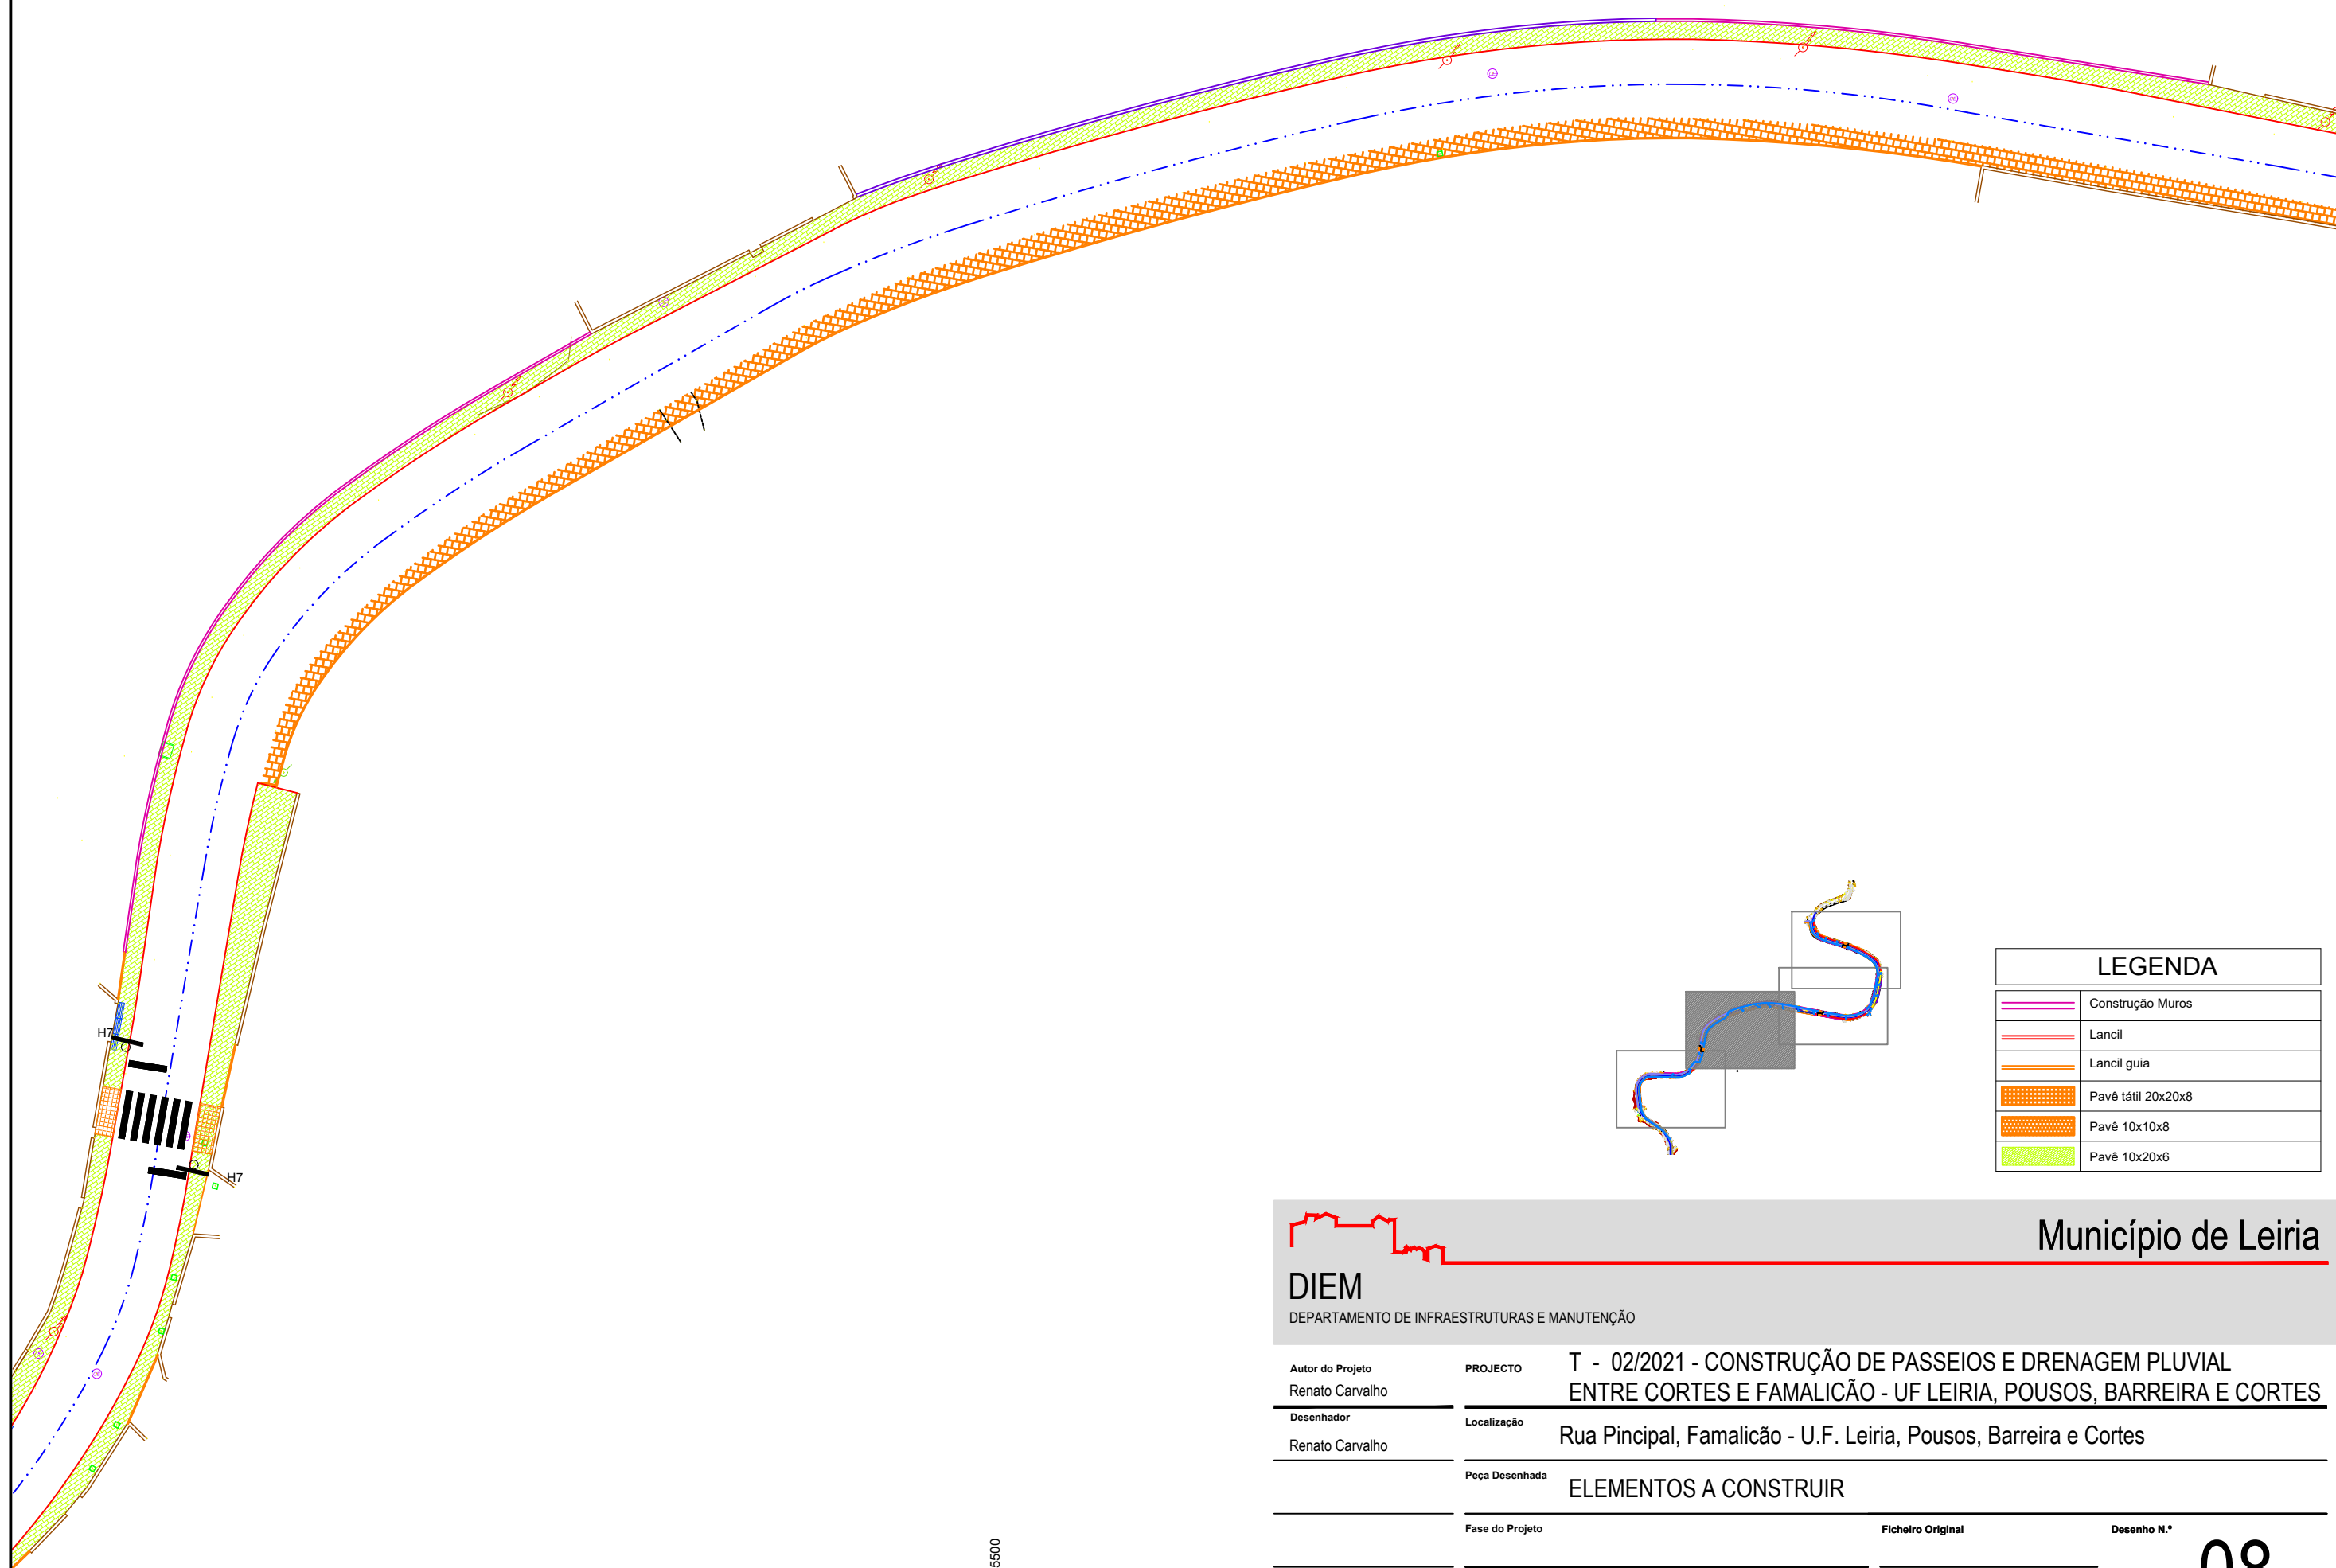 H7
H7
5500
LEGENDA
Construção Muros
Lancil
Lancil guia
Pavê tátil 20x20x8
Pavê 10x10x8
Pavê 10x20x6
Município de Leiria
DIEM
DEPARTAMENTO DE INFRAESTRUTURAS E MANUTENÇÃO
Autor do Projeto
Renato Carvalho
PROJECTO
T - 02/2021 - CONSTRUÇÃO DE PASSEIOS E DRENAGEM PLUVIAL
ENTRE CORTES E FAMALICÃO - UF LEIRIA, POUSOS, BARREIRA E CORTES
Desenhador
Renato Carvalho
Localização
Rua Pincipal, Famalicão - U.F. Leiria, Pousos, Barreira e Cortes
Peça Desenhada
ELEMENTOS A CONSTRUIR
Fase do Projeto
Ficheiro Original
Desenho N.º
08